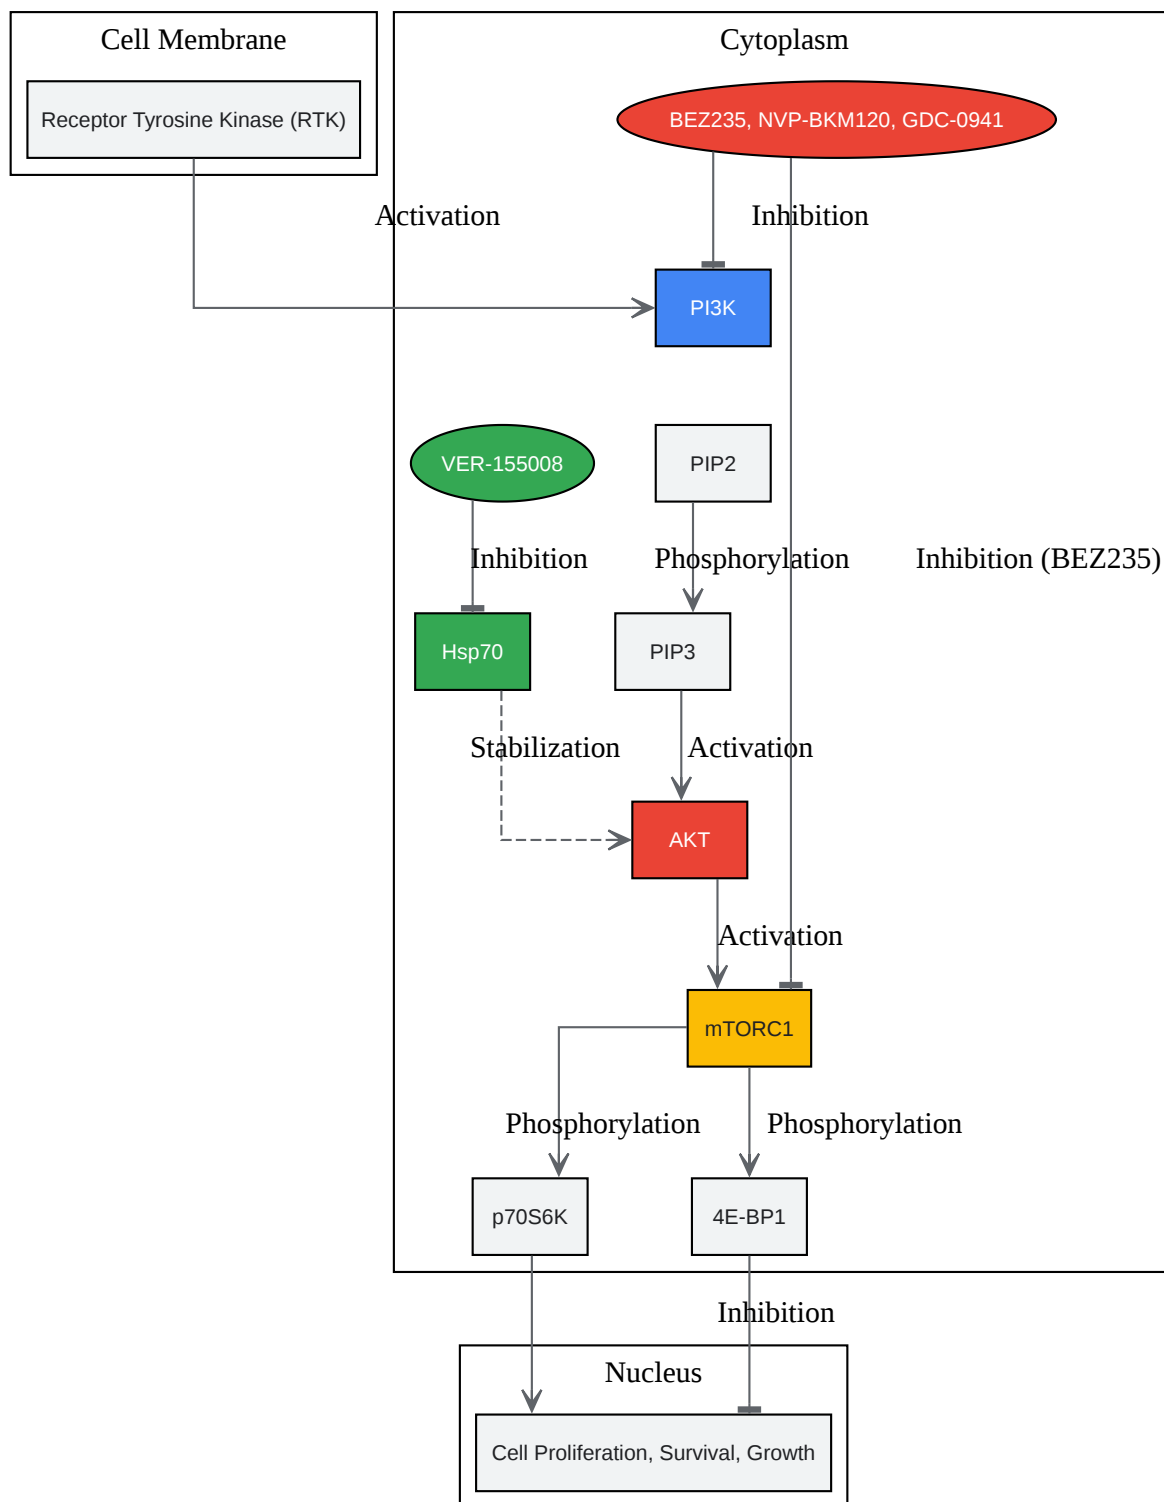 Cell Membrane
Cytoplasm
Receptor Tyrosine Kinase (RTK)
BEZ235, NVP-BKM120, GDC-0941
Activation
Inhibition
PI3K
VER-155008
PIP2
Inhibition
Phosphorylation
Inhibition (BEZ235)
Hsp70
PIP3
Stabilization
Activation
AKT
Activation
mTORC1
Phosphorylation
Phosphorylation
p70S6K
4E-BP1
Inhibition
Nucleus
Cell Proliferation, Survival, Growth